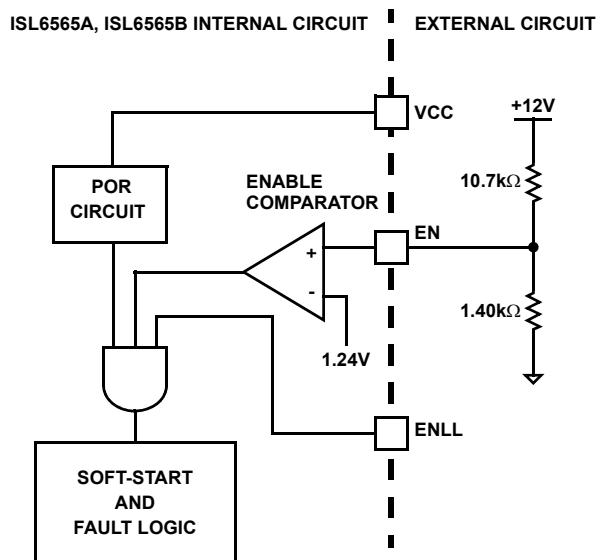 ISL6565A, ISL6565B INTERNAL CIRCUIT
EXTERNAL CIRCUIT
VCC
+12V
POR
CIRCUIT
ENABLE
COMPARATOR
10.7kΩ
EN
+
-
1.24V
1.40kΩ
ENLL
SOFT-START
AND
FAULT LOGIC